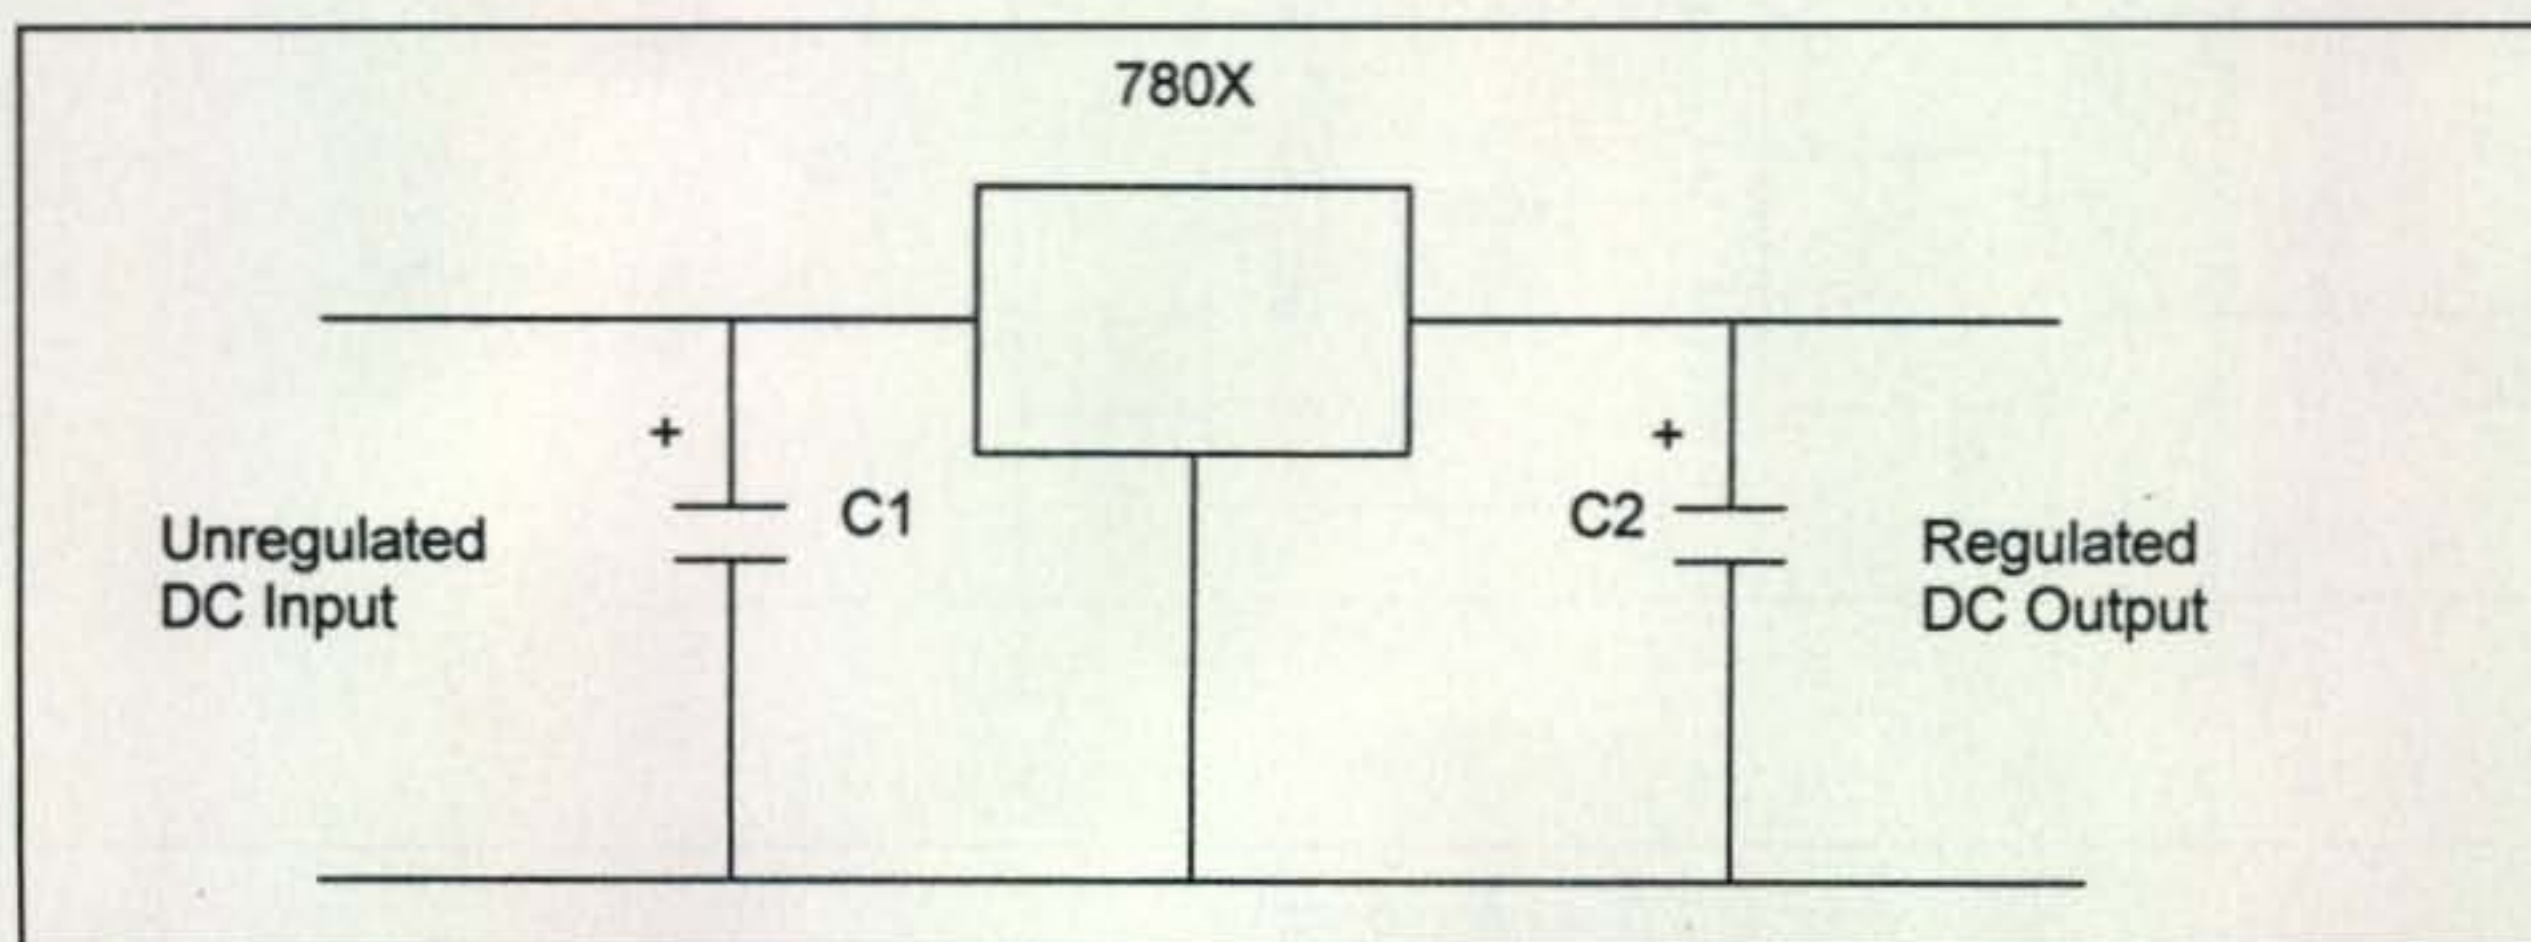 780X
+
+
C1
C2
Unregulated
DC Input
Regulated
DC Output